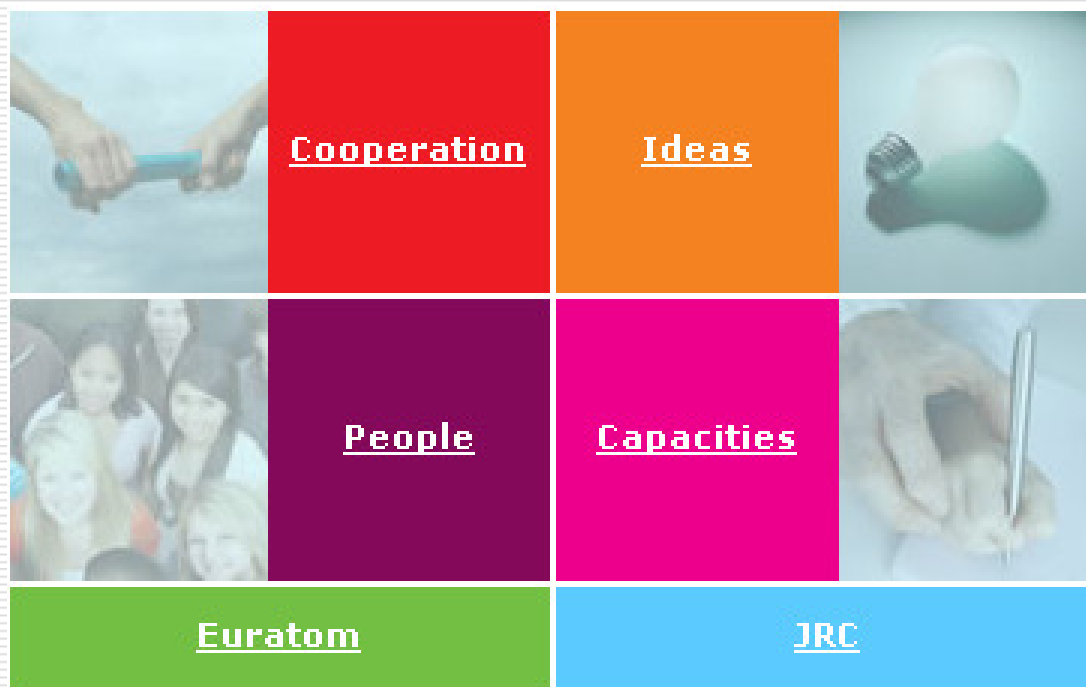 Cooperation
Ideas
People
Capacities
Euratom
JRC